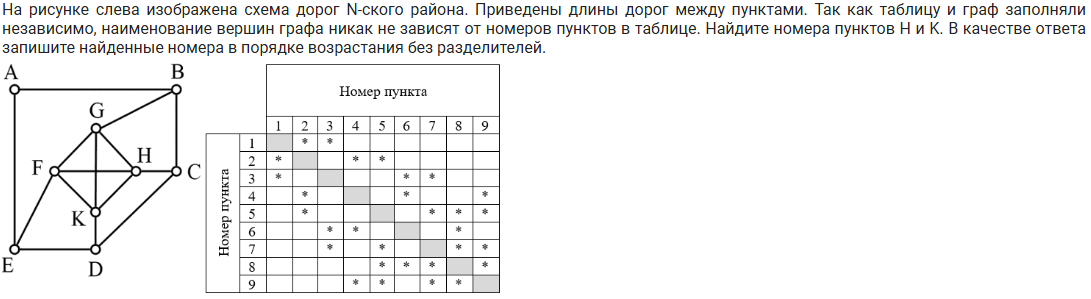 На рисунке слева изображена схема дорог N-ского района. Приведены длины дорог между пунктами. Так как таблицу и граф заполняли
независимо, наименование вершин графа никак не зависят от номеров пунктов в таблице. Найдите номера пунктов H и K. В качестве ответа
запишите найденные номера в порядке возрастания без разделителей.
A B
G
F H C
K
E D
Номер пункта
1 2 3 4 5 6 7 8 9
Номер пункта
1 * *
2 * * *
3 * * *
4 * * *
5 * * * *
6 * * *
7 * * * *
8 * * * *
9 * * * *